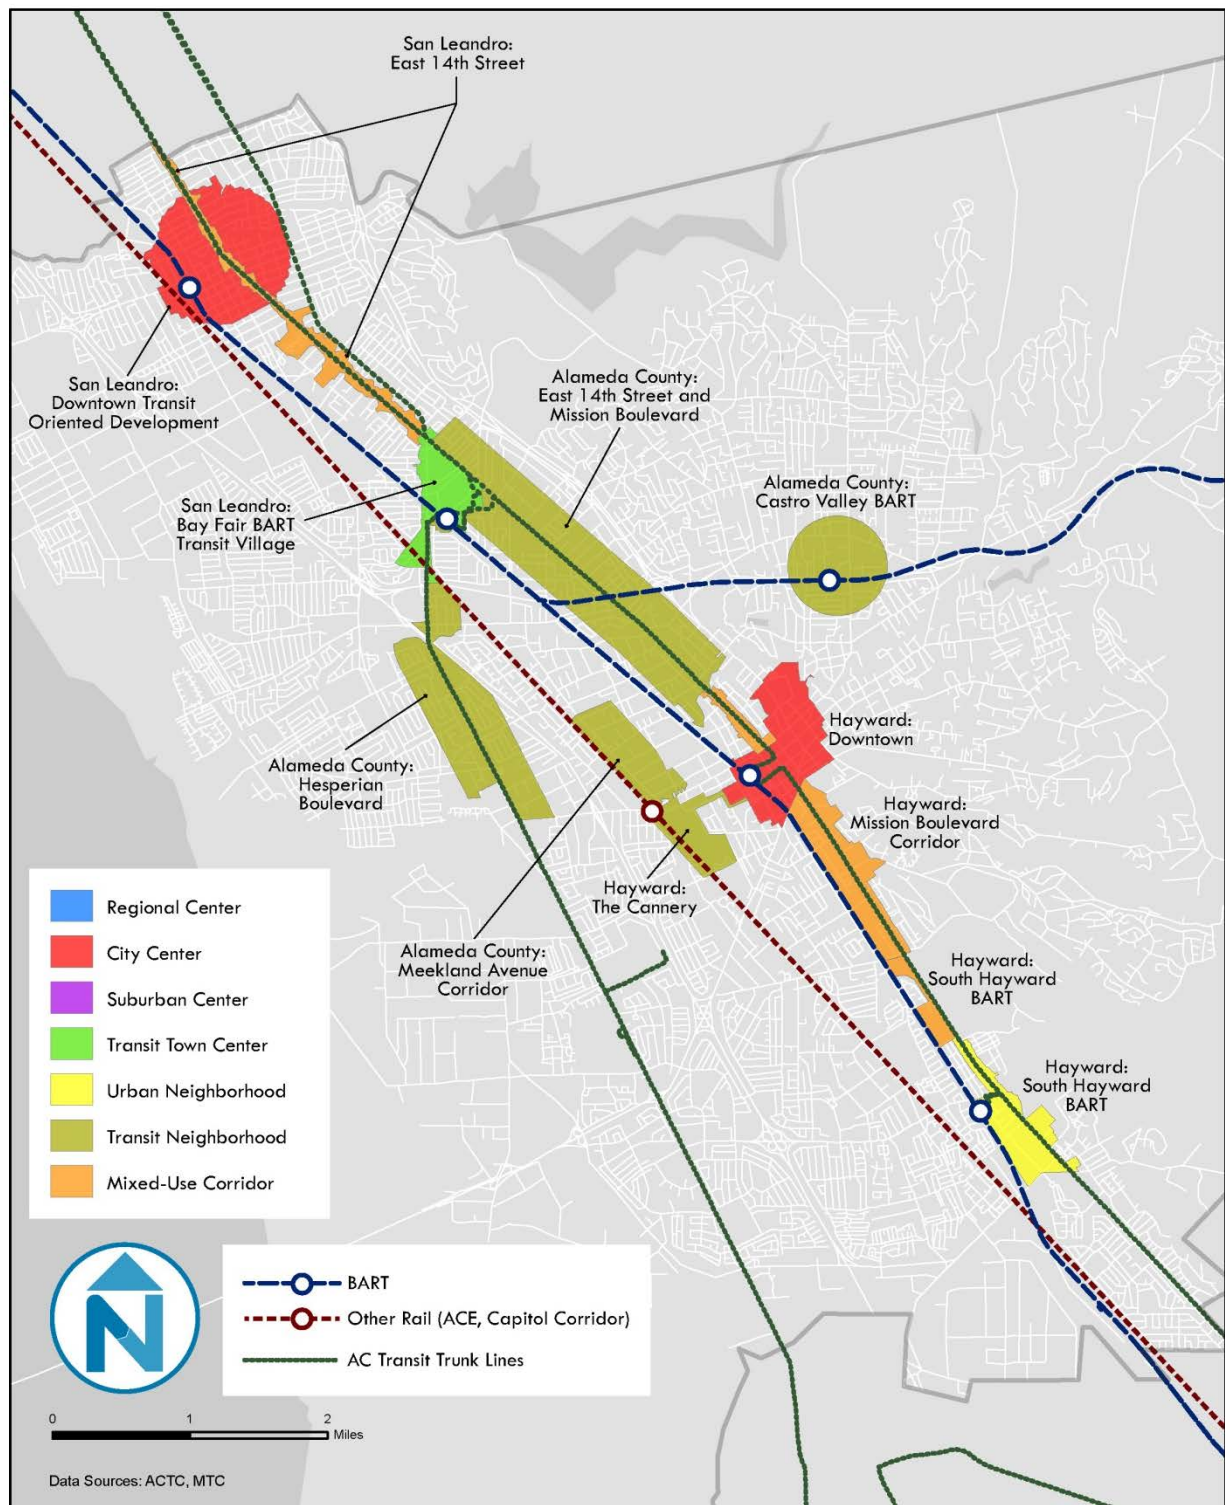 San Leandro:
East 14th Street
San Leandro:
Downtown Transit
Oriented Development
Alameda County:
East 14th Street and
Mission Boulevard
Alameda County:
Castro Valley BART
San Leandro:
Bay Fair BART
Transit Village
Hayward:
Downtown
Alameda County:
Hesperian
Boulevard
Hayward:
Mission Boulevard
Corridor
Hayward:
The Cannery
Alameda County:
Meekland Avenue
Corridor
Hayward:
South Hayward
BART
Hayward:
South Hayward
BART
Regional Center
City Center
Suburban Center
Transit Town Center
Urban Neighborhood
Transit Neighborhood
Mixed-Use Corridor
N
BART
Other Rail (ACE, Capitol Corridor)
AC Transit Trunk Lines
0 1 2
Miles
Data Sources: ACTC, MTC